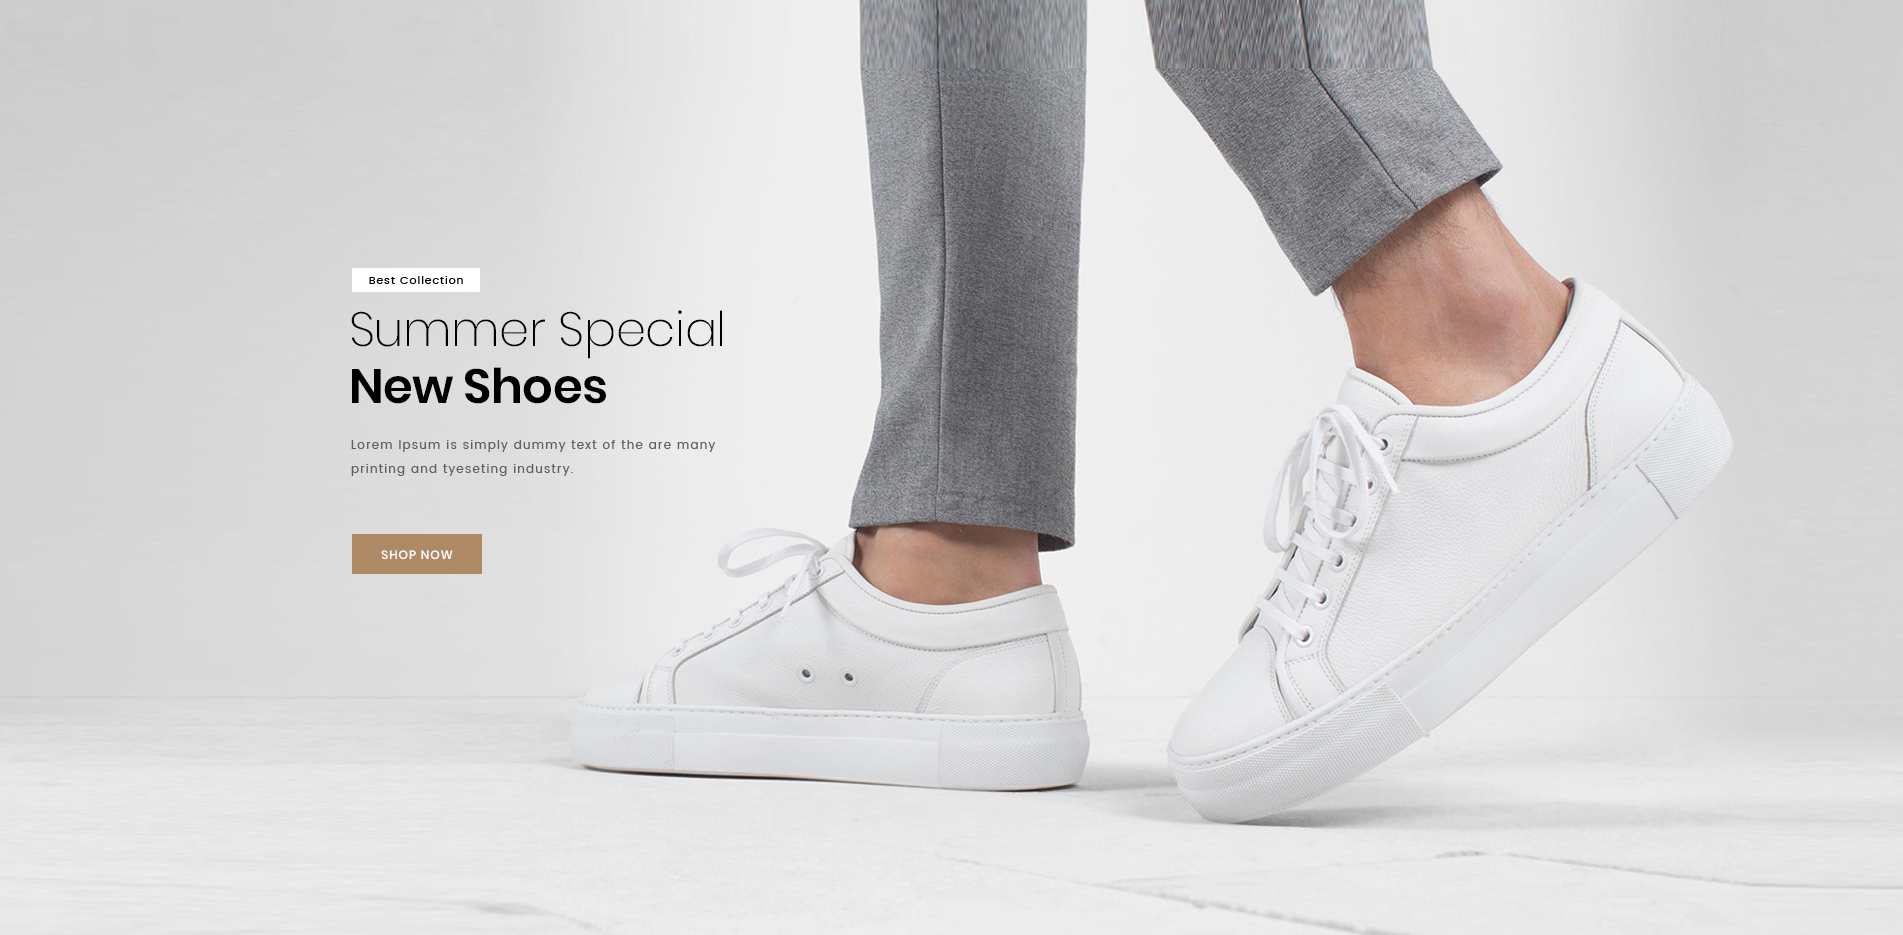 Best Collection
Summer Special
New Shoes
Lorem Ipsum is simply dummy text of the are many
printing and tyeseting industry.
SHOP NOW